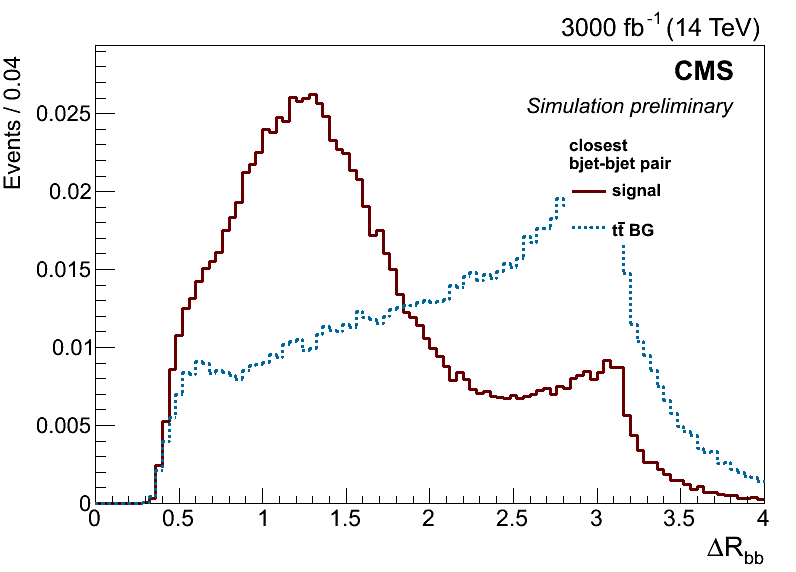 3000 fb⁻¹ (14 TeV)
Events / 0.04
CMS
Simulation preliminary
closest
bjet-bjet pair
signal
tt̄ BG
0.025
0.02
0.015
0.01
0.005
0
0 0.5 1 1.5 2 2.5 3 3.5 4
ΔR_bb